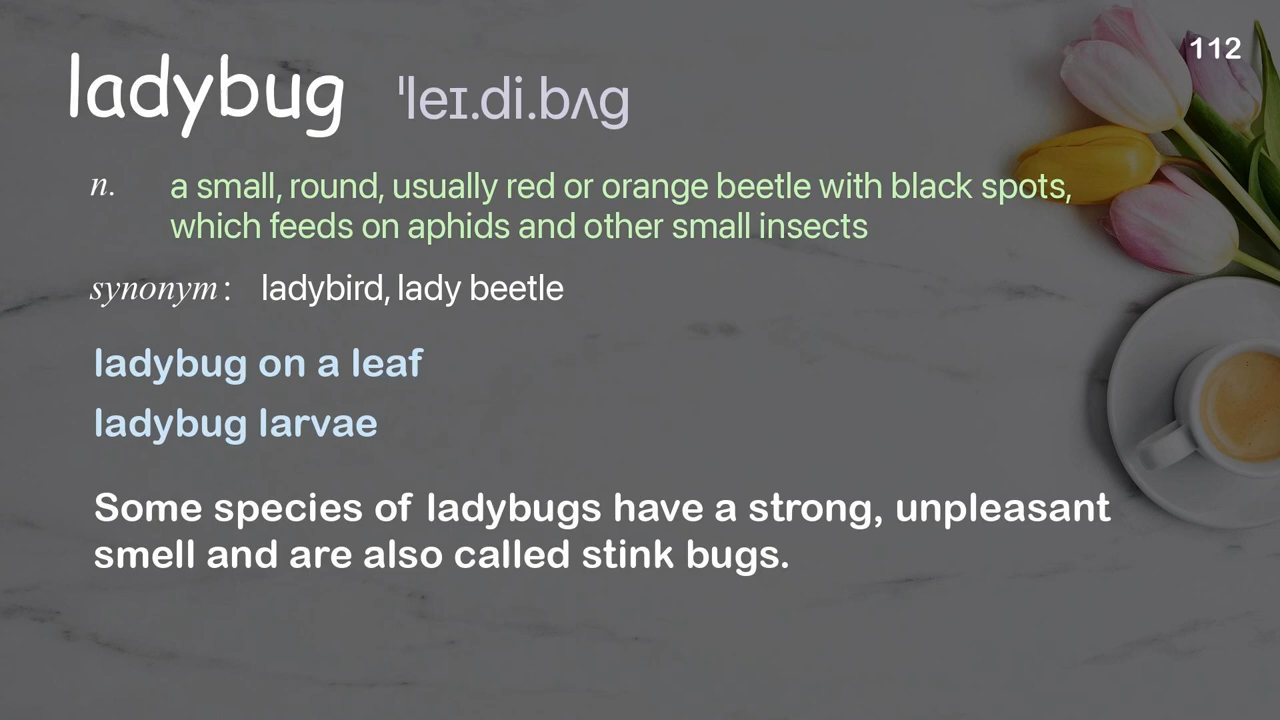 112
ladybug ˈleɪ.di.bʌg
n. a small, round, usually red or orange beetle with black spots,
which feeds on aphids and other small insects
synonym: ladybird, lady beetle
ladybug on a leaf
ladybug larvae
Some species of ladybugs have a strong, unpleasant
smell and are also called stink bugs.